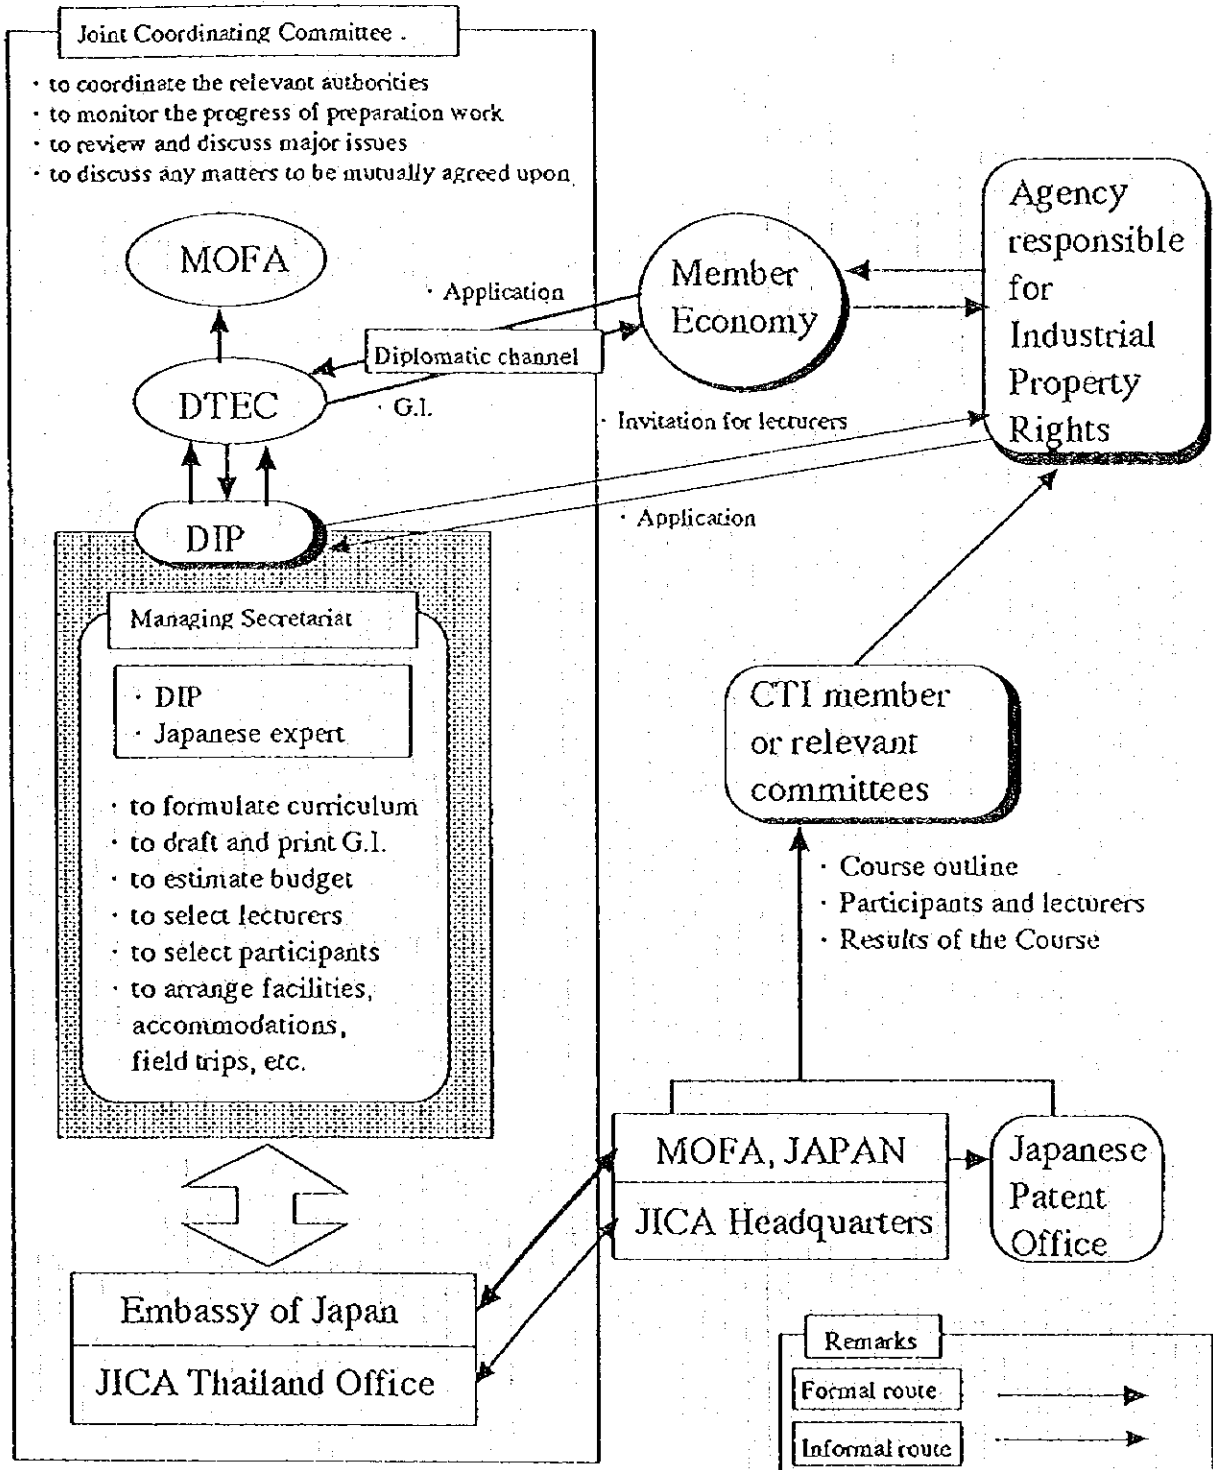 Joint Coordinating Committee .
· to coordinate the relevant authorities
· to monitor the progress of preparation work
· to review and discuss major issues
· to discuss any matters to be mutually agreed upon
MOFA
· Application
Diplomatic channel
DTEC
· G.I.
Member
Economy
Agency
responsible
for
Industrial
Property
Rights
· Invitation for lecturers
· Application
DIP
Managing Secretariat
· DIP
· Japanese expert
· to formulate curriculum
· to draft and print G.I.
· to estimate budget
· to select lecturers
· to select participants
· to arrange facilities,
accommodations,
field trips, etc.
CTI member
or relevant
committees
· Course outline
· Participants and lecturers
· Results of the Course
MOFA, JAPAN
JICA Headquarters
Japanese
Patent
Office
Embassy of Japan
JICA Thailand Office
Remarks
Formal route
Informal route